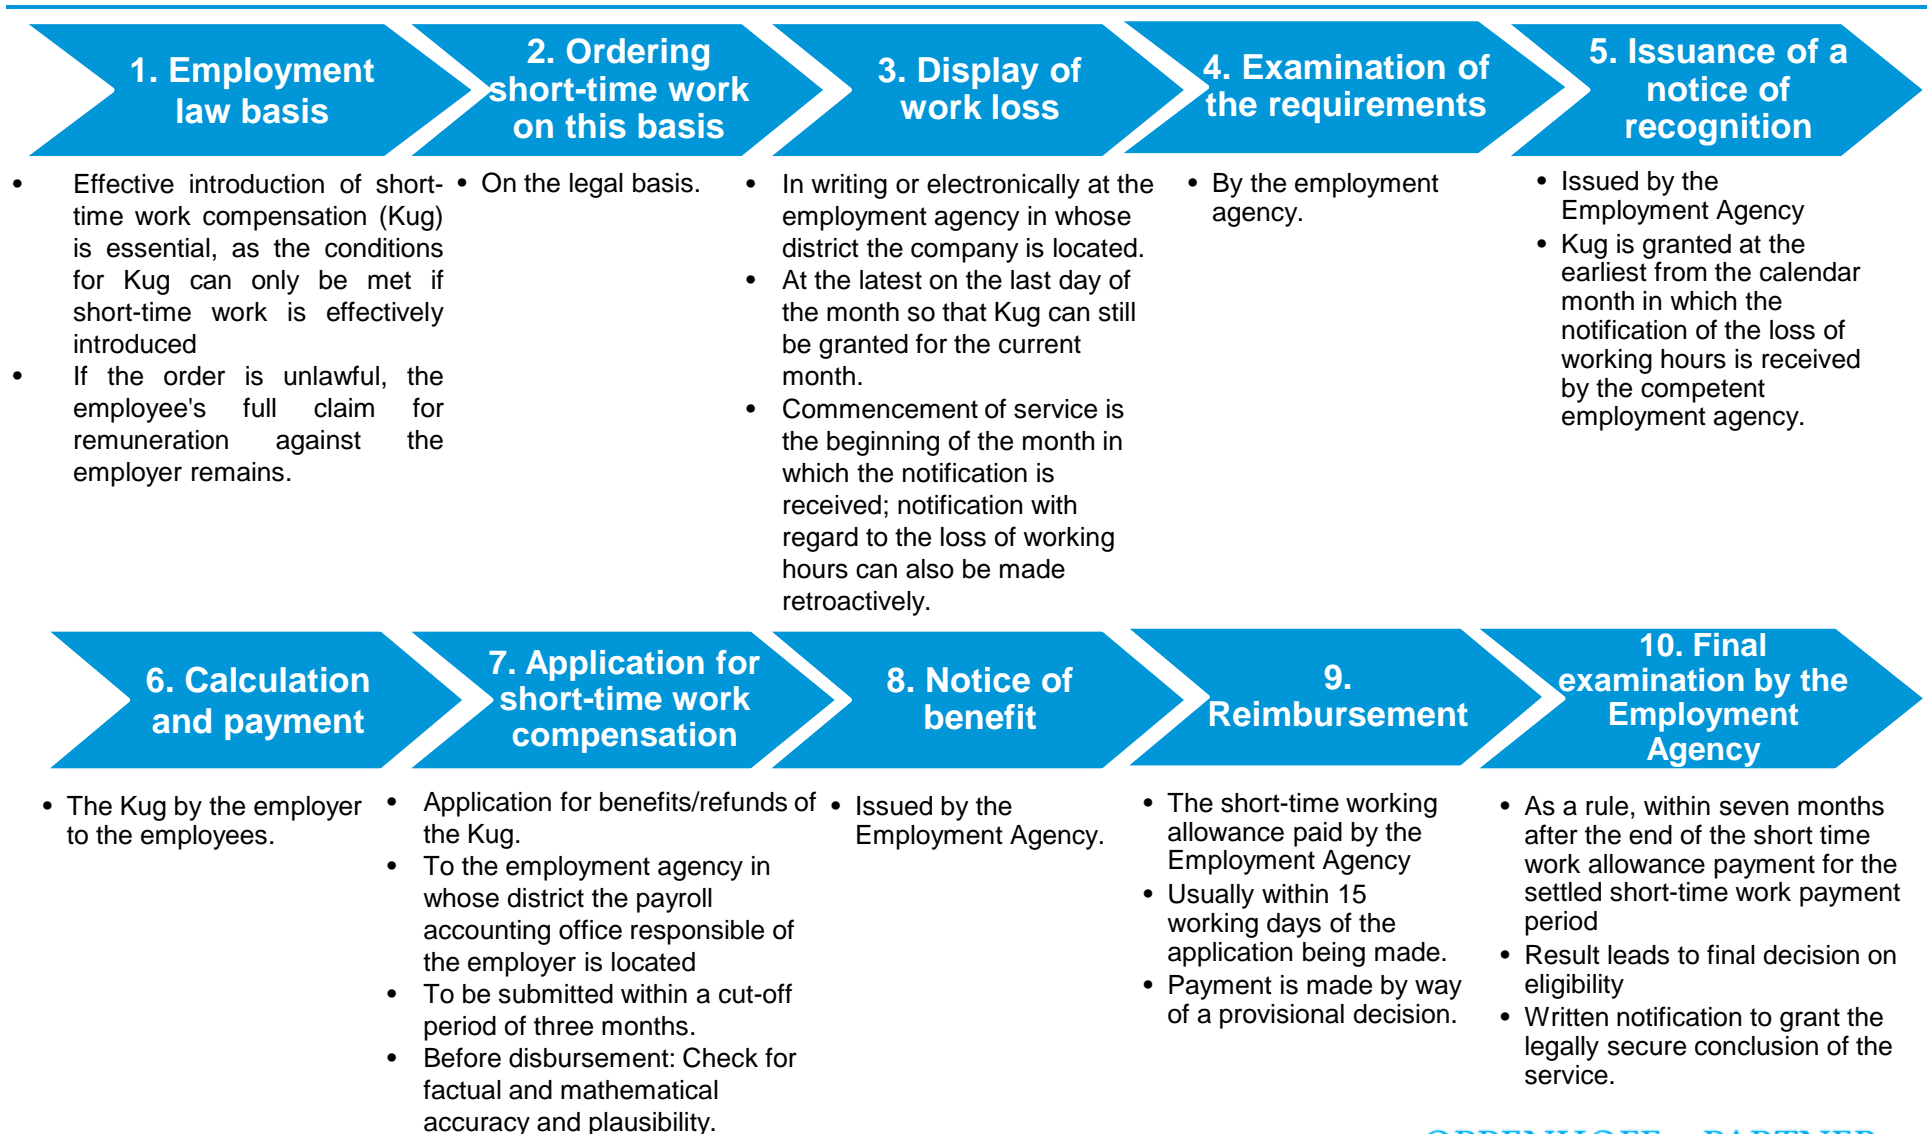 1. Employment
law basis
2. Ordering
short-time work
on this basis
3. Display of
work loss
4. Examination of
the requirements
5. Issuance of a
notice of
recognition
• Effective introduction of short-
time work compensation (Kug)
is essential, as the conditions
for Kug can only be met if
short-time work is effectively
introduced
• If the order is unlawful, the
employee's full claim for
remuneration against the
employer remains.
• On the legal basis.
• In writing or electronically at the
employment agency in whose
district the company is located.
• At the latest on the last day of
the month so that Kug can still
be granted for the current
month.
• Commencement of service is
the beginning of the month in
which the notification is
received; notification with
regard to the loss of working
hours can also be made
retroactively.
• By the employment
agency.
• Issued by the
Employment Agency
• Kug is granted at the
earliest from the calendar
month in which the
notification of the loss of
working hours is received
by the competent
employment agency.
6. Calculation
and payment
7. Application for
short-time work
compensation
8. Notice of
benefit
9.
Reimbursement
10. Final
examination by the
Employment
Agency
• The Kug by the employer
to the employees.
• Application for benefits/refunds of
the Kug.
• To the employment agency in
whose district the payroll
accounting office responsible of
the employer is located
• To be submitted within a cut-off
period of three months.
• Before disbursement: Check for
factual and mathematical
accuracy and plausibility.
• Issued by the
Employment Agency.
• The short-time working
allowance paid by the
Employment Agency
• Usually within 15
working days of the
application being made.
• Payment is made by way
of a provisional decision.
• As a rule, within seven months
after the end of the short time
work allowance payment for the
settled short-time work payment
period
• Result leads to final decision on
eligibility
• Written notification to grant the
legally secure conclusion of the
service.